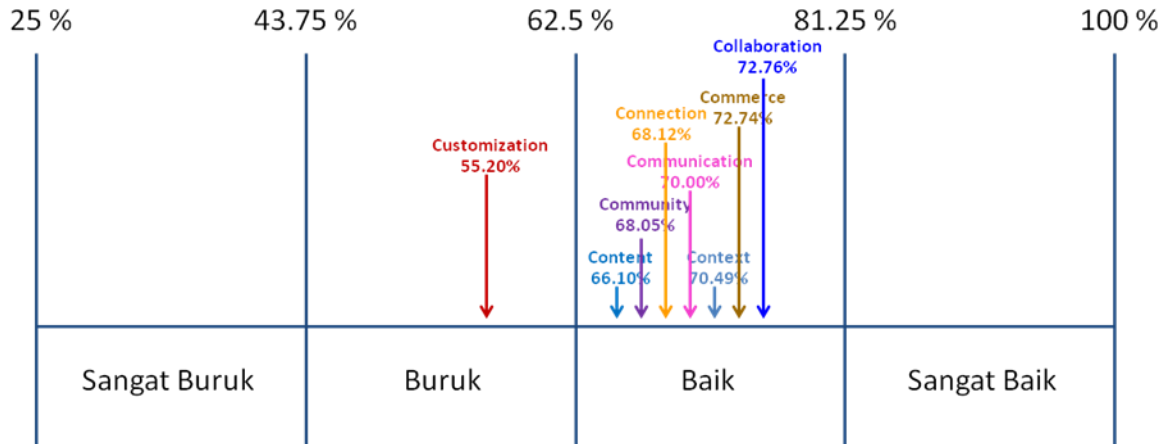 25 %
43.75 %
62.5 %
81.25 %
100 %
Collaboration
72.76%
Commerce
72.74%
Connection
68.12%
Customization
55.20%
Communication
70.00%
Community
68.05%
Content
66.10%
Context
70.49%
Sangat Buruk
Buruk
Baik
Sangat Baik